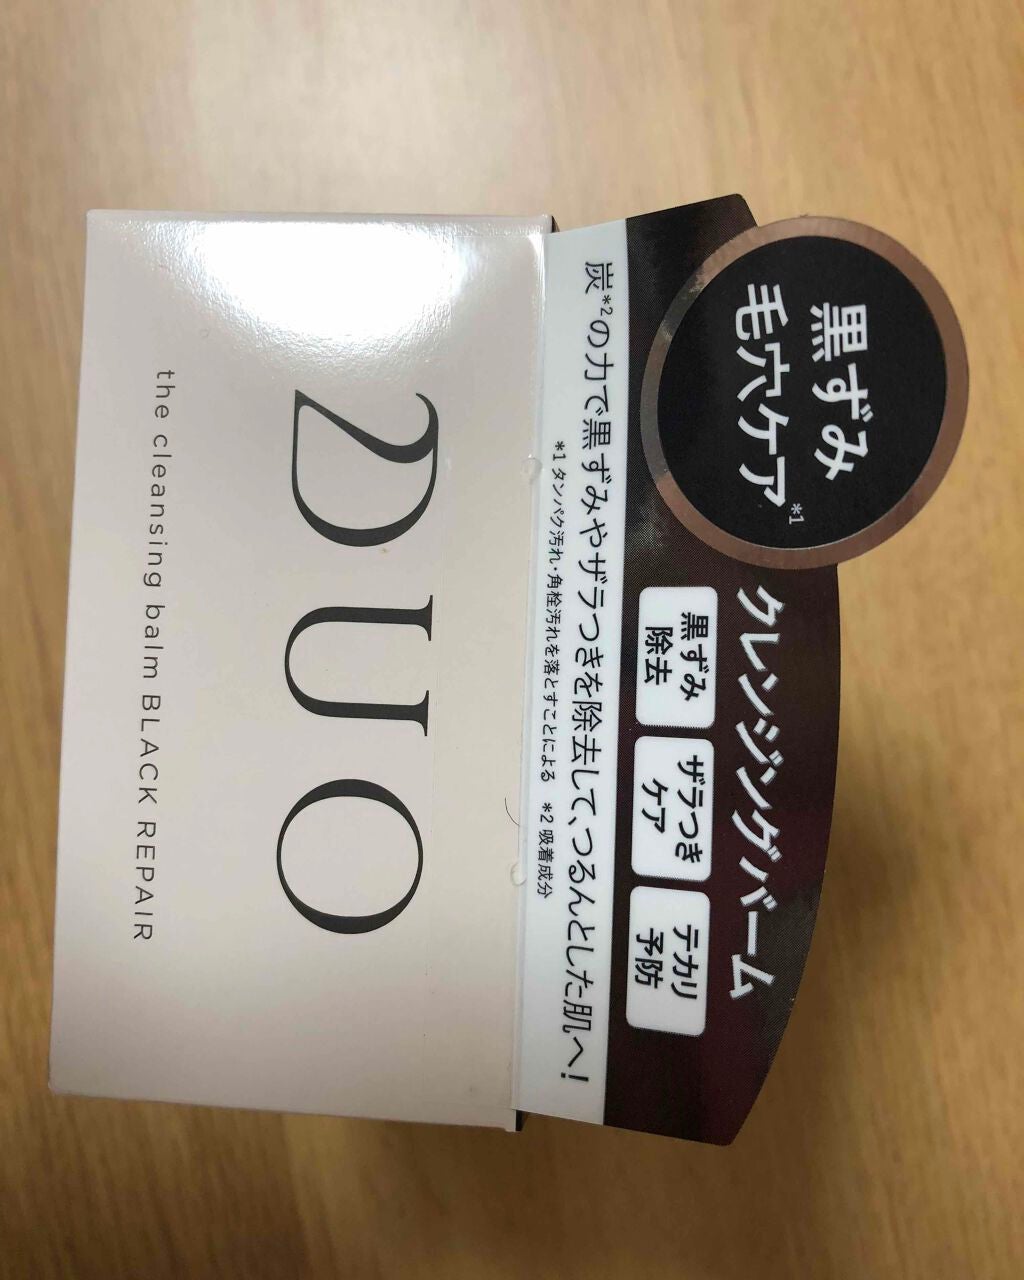 黒ずみ
毛穴ケア*1
クレンジングバーム
黒ずみ
除去
ザラつき
ケア
テカリ
予防
炭*2の力で黒ずみやザラつきを除去して、つるんとした肌へ!
*1 タンパク汚れ・角栓汚れを落とすことによる *2 吸着成分
DUO
the cleansing balm BLACK REPAIR